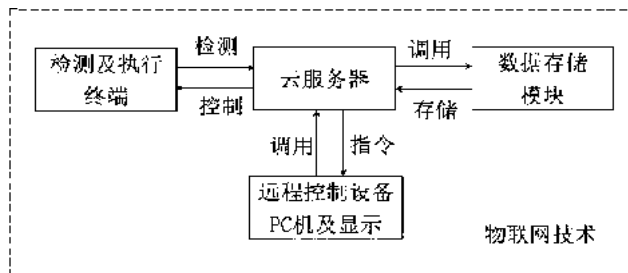 检测及执行
终端
检测
控制
云服务器
调用
存储
数据存储
模块
调用
指令
远程控制设备
PC机及显示
物联网技术